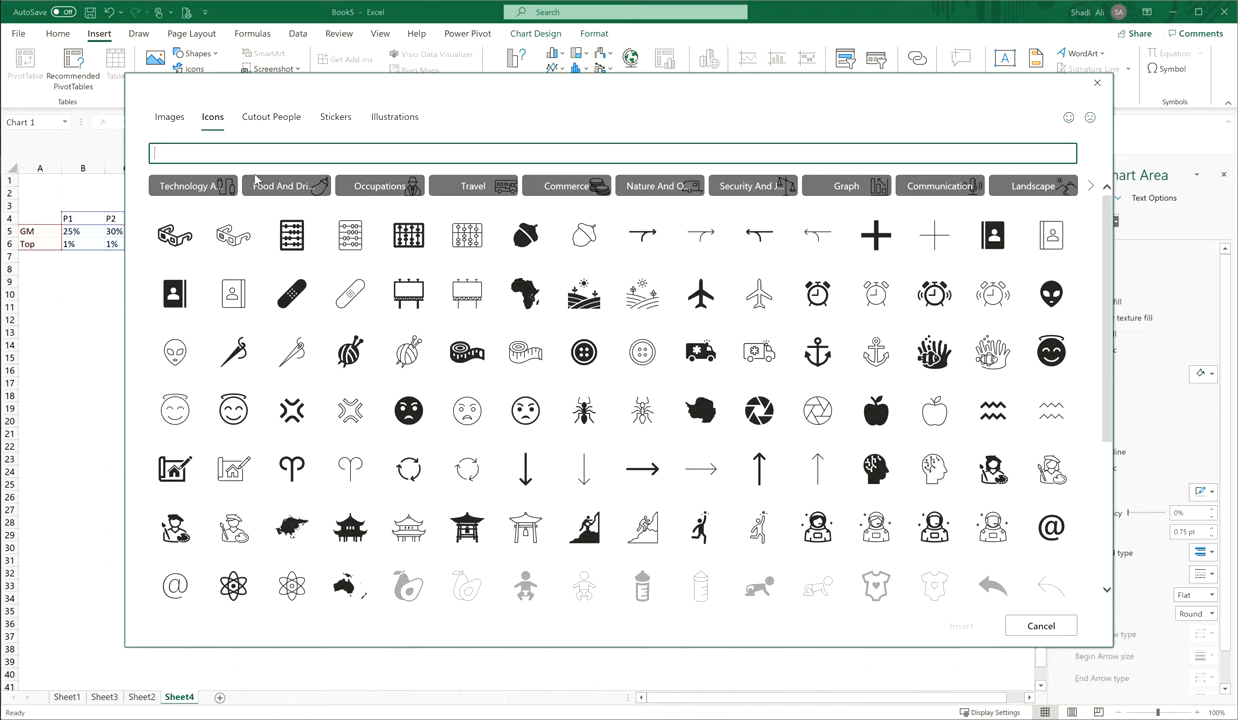 AutoSave Off
Book5 - Excel
Search
Shadi Ali SA
File Home Insert Draw Page Layout Formulas Data Review View Help Power Pivot Chart Design Format
Share Comments
PivotTable
Recommended
PivotTables
Tables
Shapes
Icons
SmartArt
Screenshot
Get Add-ins
Visio Data Visualizer
Bing Maps
A
WordArt
Signature Line
Equation
Symbol
Symbols
Chart 1
A B
1
2
3
4 P1 P2
5 GM 25% 30%
6 Top 1% 1%
7
8
9
10
11
12
13
14
15
16
17
18
19
20
21
22
23
24
25
26
27
28
29
30
31
32
33
34
35
36
37
38
39
40
41
Images Icons Cutout People Stickers Illustrations
Technology A... Food And Dri... Occupations Travel Commerce Nature And O... Security And J... Graph Communication Landscape
@
@
Insert Cancel
hart Area
Text Options
fill
texture fill
line
0%
0.75 pt
type
Flat
Round
w type
Begin Arrow size
End Arrow type
Sheet1 Sheet3 Sheet2 Sheet4
Ready
Display Settings
100%